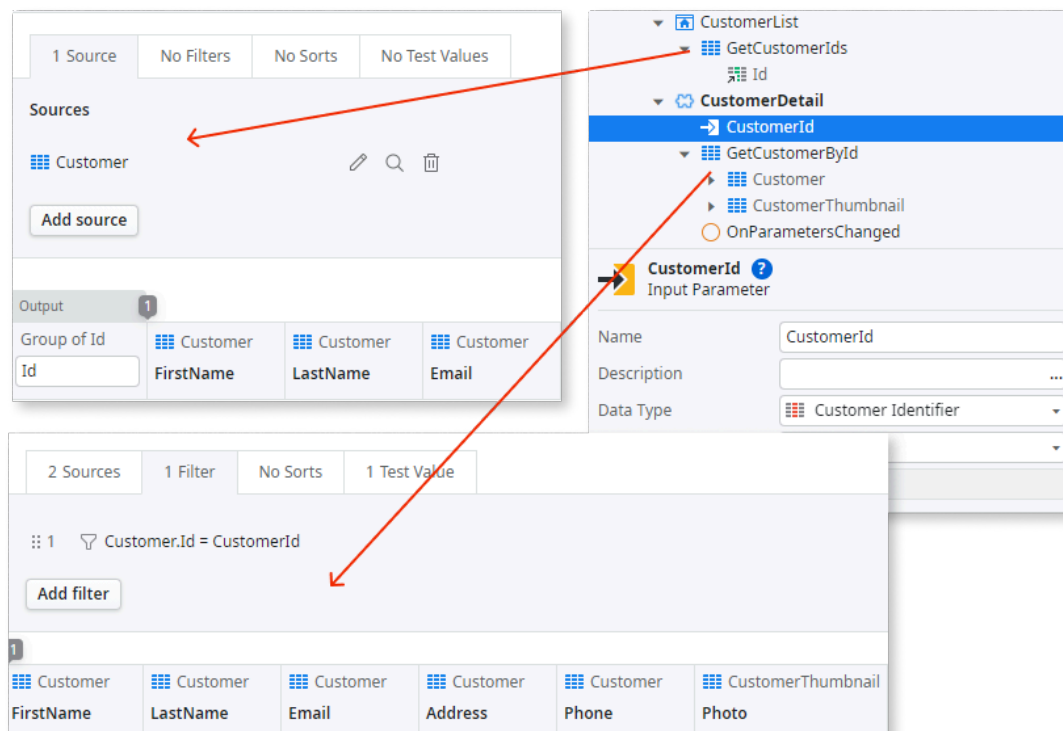 1 Source No Filters No Sorts No Test Values
Sources
Customer
Add source
Output 1
Group of Id Customer Customer Customer
Id FirstName LastName Email
CustomerList
GetCustomerIds
Id
CustomerDetail
CustomerId
GetCustomerById
Customer
CustomerThumbnail
OnParametersChanged
CustomerId ?
Input Parameter
Name CustomerId
Description ...
Data Type Customer Identifier
2 Sources 1 Filter No Sorts 1 Test Value
1 Customer.Id = CustomerId
Add filter
1
Customer Customer Customer Customer Customer CustomerThumbnail
FirstName LastName Email Address Phone Photo